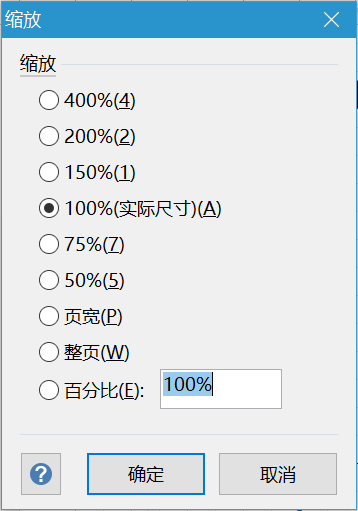 缩放
缩放
400%(4)
200%(2)
150%(1)
100%(实际尺寸)(A)
75%(7)
50%(5)
页宽(P)
整页(W)
百分比(E): 100%
? 确定 取消